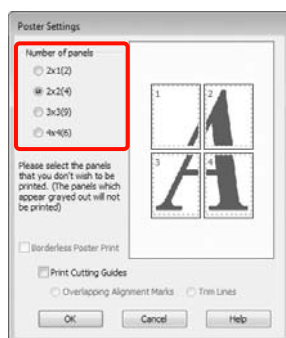 Poster Settings
Number of panels
2x1(2)
2x2(4)
3x3(9)
4x4(6)
1 2
3 4
Please select the panels
that you don't wish to be
printed. (The panels which
appear grayed out will not
be printed)
Borderless Poster Print
Print Cutting Guides
Overlapping Alignment Marks Trim Lines
OK Cancel Help